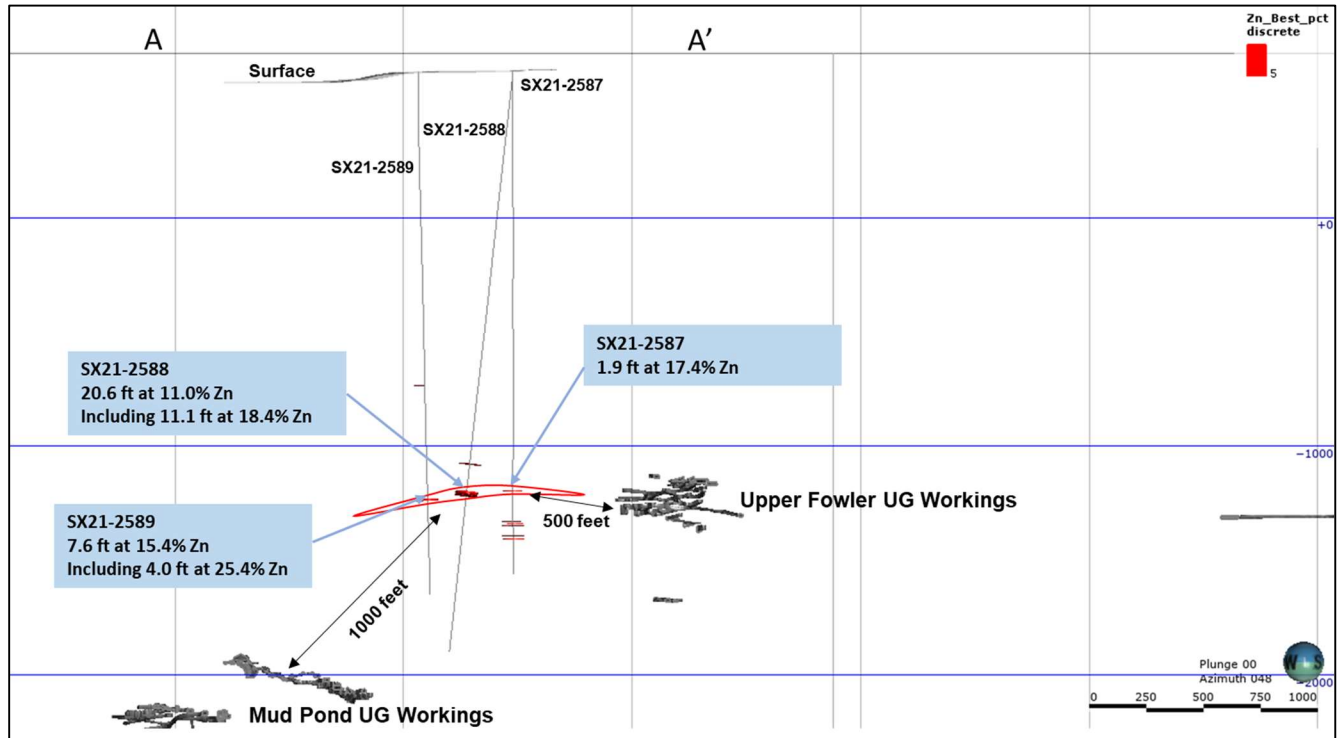 A
A'
Zn_Best_pct
discrete
5
Surface
SX21-2587
SX21-2588
SX21-2589
+0
SX21-2587
1.9 ft at 17.4% Zn
SX21-2588
20.6 ft at 11.0% Zn
Including 11.1 ft at 18.4% Zn
-1000
Upper Fowler UG Workings
500 feet
SX21-2589
7.6 ft at 15.4% Zn
Including 4.0 ft at 25.4% Zn
1000 feet
Plunge 00
Azimuth 048
W S
-2000
0 250 500 750 1000
Mud Pond UG Workings